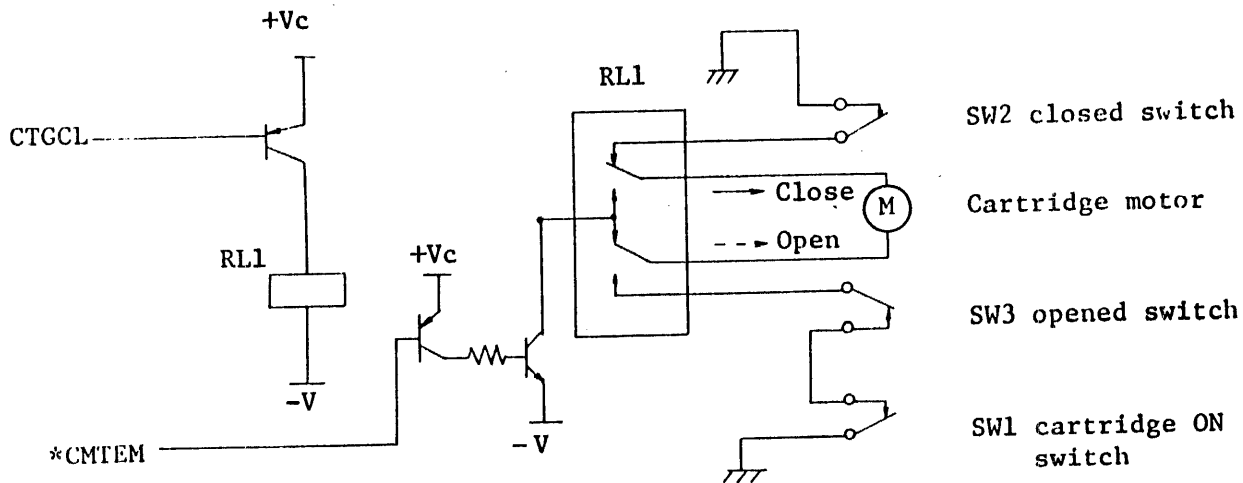 +Vc
CTGCL
RL1
-V
RL1
SW2 closed switch
Close
M
Cartridge motor
Open
+Vc
SW3 opened switch
-V
*CMTEM
SW1 cartridge ON
switch